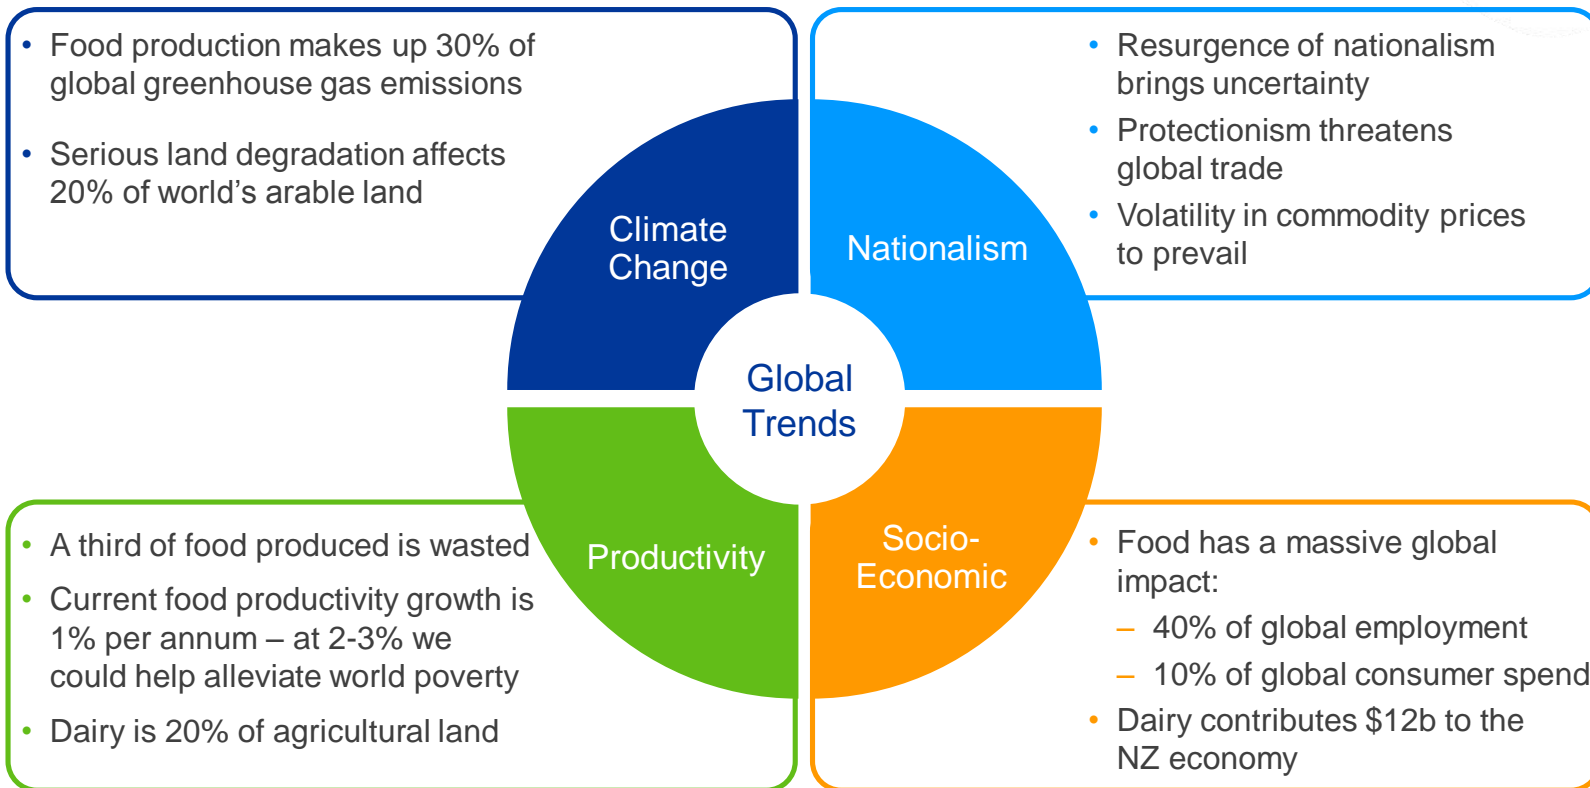 • Food production makes up 30% of
global greenhouse gas emissions
• Serious land degradation affects
20% of world's arable land
Climate
Change
• Resurgence of nationalism
brings uncertainty
• Protectionism threatens
global trade
• Volatility in commodity prices
to prevail
Nationalism
Global
Trends
• A third of food produced is wasted
• Current food productivity growth is
1% per annum – at 2-3% we
could help alleviate world poverty
• Dairy is 20% of agricultural land
Productivity
Socio-
Economic
• Food has a massive global
impact:
– 40% of global employment
– 10% of global consumer spend
• Dairy contributes $12b to the
NZ economy